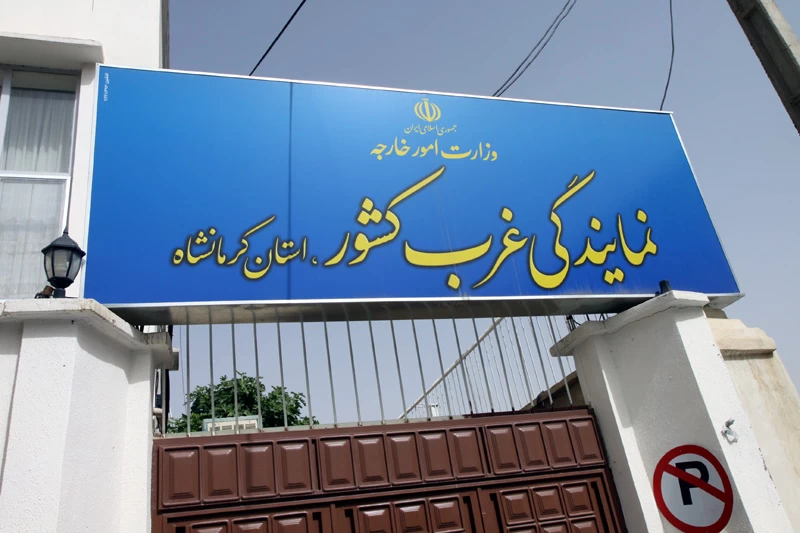 جمهوری اسلامی ایران
وزارت امور خارجه
نمایندگی غرب کشور ، استان کرمانشاه
P